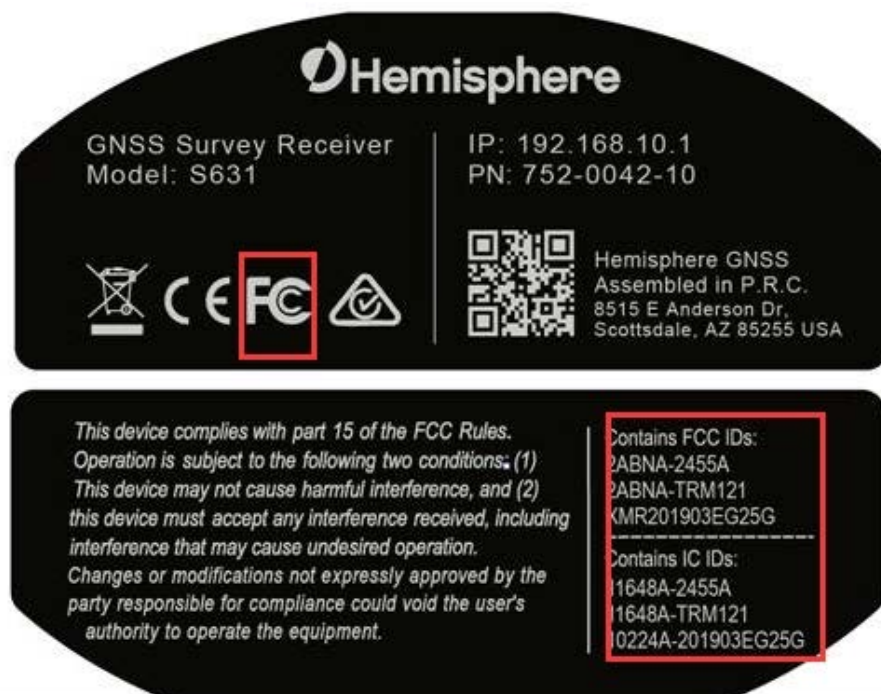 Hemisphere
GNSS Survey Receiver
Model: S631
IP: 192.168.10.1
PN: 752-0042-10
CE FC
Hemisphere GNSS
Assembled in P.R.C.
8515 E Anderson Dr,
Scottsdale, AZ 85255 USA
This device complies with part 15 of the FCC Rules.
Operation is subject to the following two conditions: (1)
This device may not cause harmful interference, and (2)
this device must accept any interference received, including
interference that may cause undesired operation.
Changes or modifications not expressly approved by the
party responsible for compliance could void the user's
authority to operate the equipment.
Contains FCC IDs:
2ABNA-2455A
2ABNA-TRM121
XMR201903EG25G
Contains IC IDs:
11648A-2455A
11648A-TRM121
10224A-201903EG25G